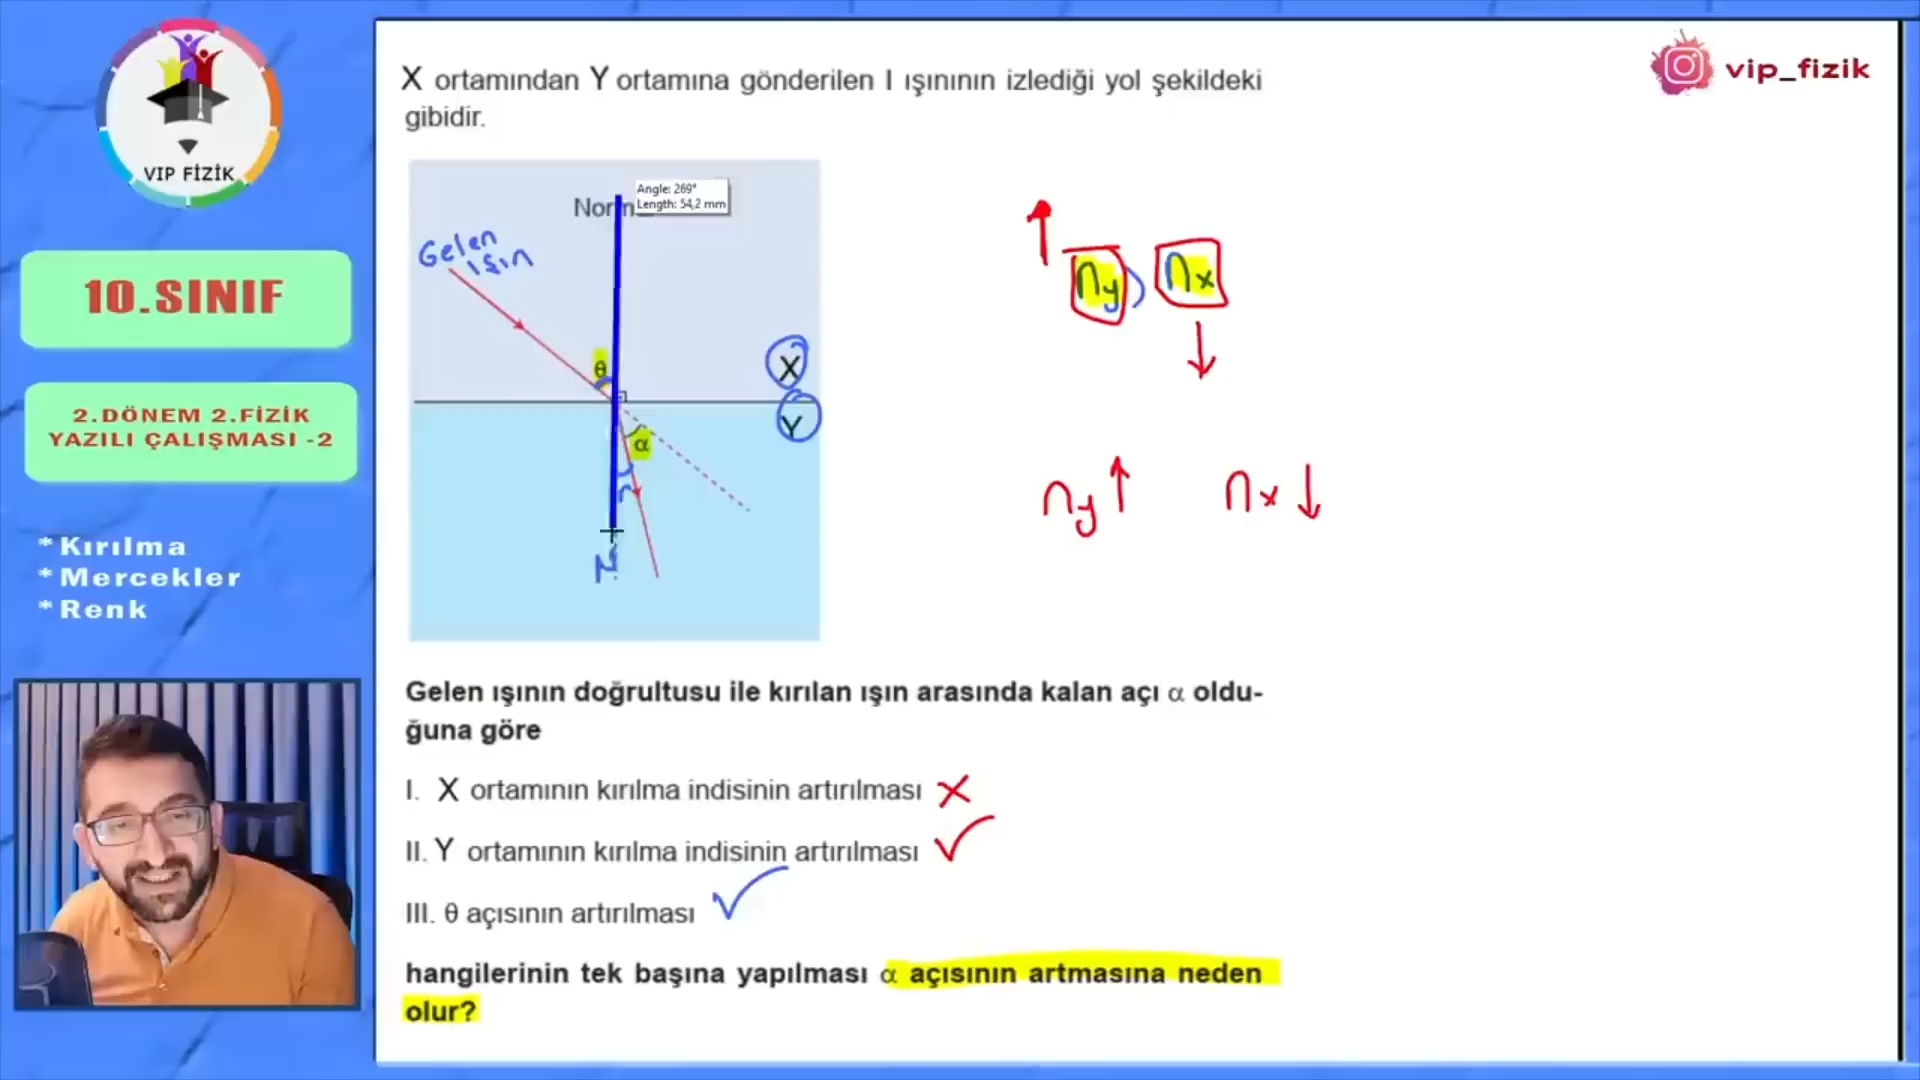 VIP FİZİK
10.SINIF
2.DÖNEM 2.FİZİK
YAZILI ÇALIŞMASI -2
* Kırılma
* Mercekler
* Renk
vip_fizik
X ortamından Y ortamına gönderilen I ışınının izlediği yol şekildeki
gibidir.
Angle: 269°
Length: 54,2 mm
Gelen
ışın
θ
X
Y
α
r
N
ny > nx
ny ↑ nx ↓
Gelen ışının doğrultusu ile kırılan ışın arasında kalan açı α oldu-
ğuna göre
I. X ortamının kırılma indisinin artırılması
II. Y ortamının kırılma indisinin artırılması
III. θ açısının artırılması
hangilerinin tek başına yapılması α açısının artmasına neden
olur?